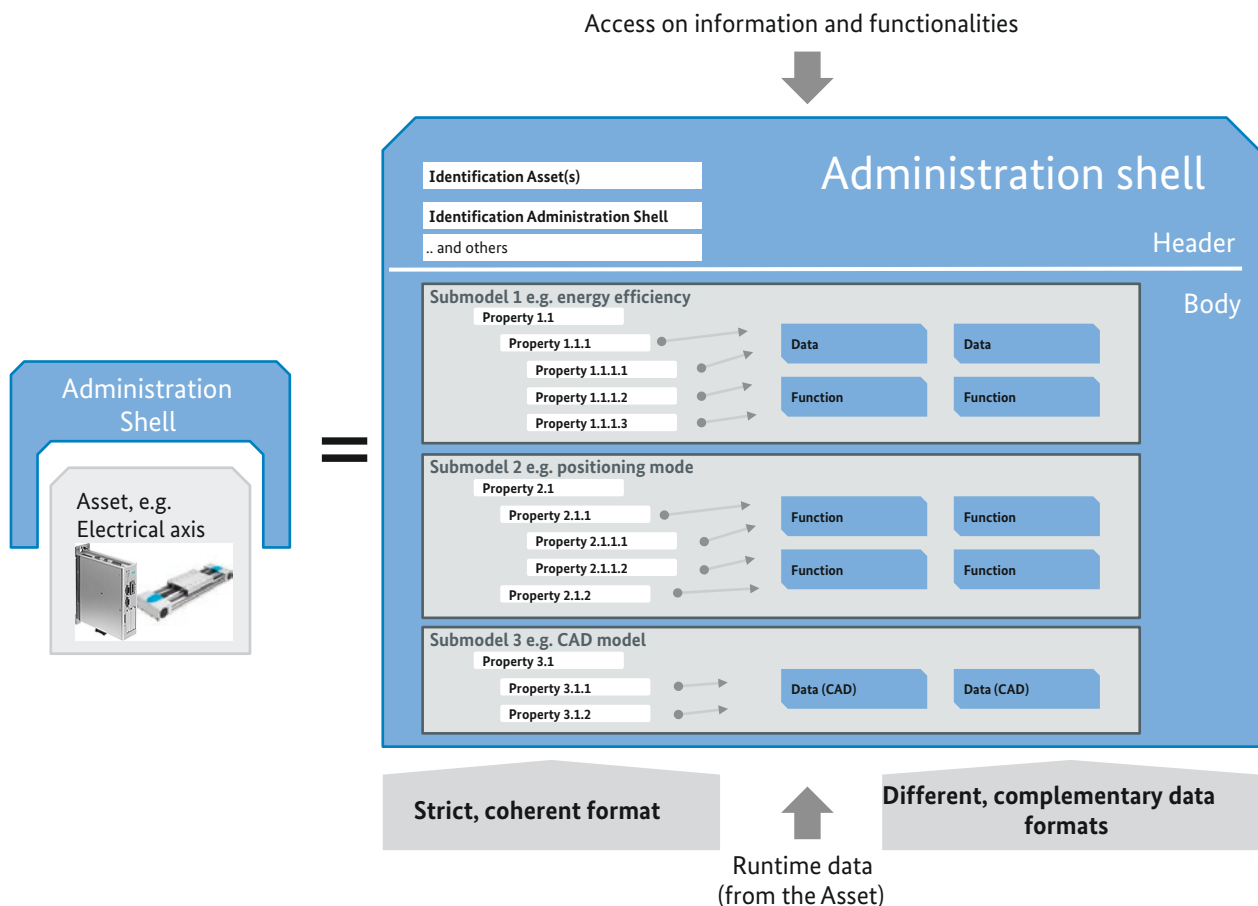 Access on information and functionalities
Administration shell
Header
Identification Asset(s)
Identification Administration Shell
.. and others
Body
Submodel 1 e.g. energy efficiency
Property 1.1
Property 1.1.1
Property 1.1.1.1
Property 1.1.1.2
Property 1.1.1.3
Data
Data
Function
Function
Submodel 2 e.g. positioning mode
Property 2.1
Property 2.1.1
Property 2.1.1.1
Property 2.1.1.2
Property 2.1.2
Function
Function
Function
Function
Submodel 3 e.g. CAD model
Property 3.1
Property 3.1.1
Property 3.1.2
Data (CAD)
Data (CAD)
Administration
Shell
=
Asset, e.g.
Electrical axis
Strict, coherent format
Different, complementary data
formats
Runtime data
(from the Asset)